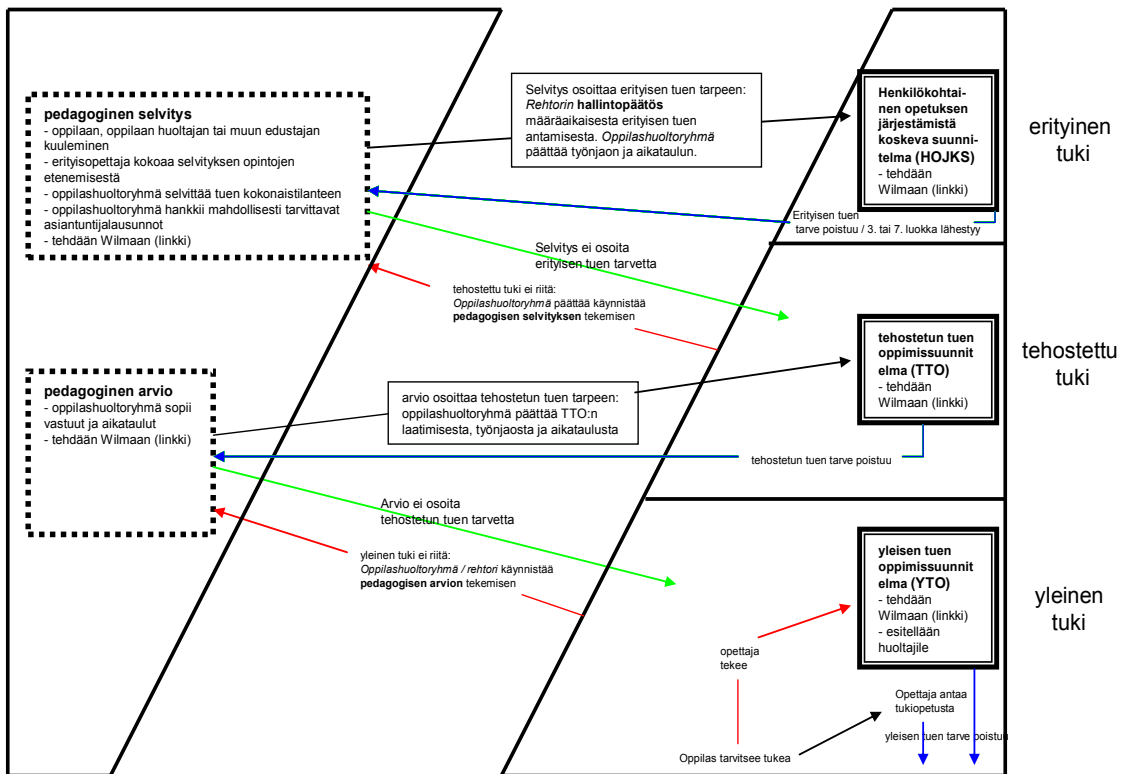 pedagoginen selvitys
- oppilaan, oppilaan huoltajan tai muun edustajan
kuuleminen
- erityisopettaja kokoaa selvityksen opintojen
etenemisestä
- oppilashuoltoryhmä selvittää tuen kokonaistilanteen
- oppilashuoltoryhmä hankkii mahdollisesti tarvittavat
asiantuntijalausunnot
- tehdään Wilmaan (linkki)
Selvitys osoittaa erityisen tuen tarpeen:
Rehtorin hallintopäätös
määräaikaisesta erityisen tuen
antamisesta. Oppilashuoltoryhmä
päättää työnjaon ja aikataulun.
Henkilökohtai
nen opetuksen
järjestämistä
koskeva suunni-
telma (HOJKS)
- tehdään
Wilmaan (linkki)
erityinen
tuki
Erityisen tuen
tarve poistuu / 3. tai 7. luokka lähestyy
Selvitys ei osoita
erityisen tuen tarvetta
tehostettu tuki ei riitä:
Oppilashuoltoryhmä päättää käynnistää
pedagogisen selvityksen tekemisen
tehostetun tuen
oppimissuunnit
elma (TTO)
- tehdään
Wilmaan (linkki)
tehostettu
tuki
pedagoginen arvio
- oppilashuoltoryhmä sopii
vastuut ja aikataulut
- tehdään Wilmaan (linkki)
arvio osoittaa tehostetun tuen tarpeen:
oppilashuoltoryhmä päättää TTO:n
laatimisesta, työnjaosta ja aikataulusta
tehostetun tuen tarve poistuu
Arvio ei osoita
tehostetun tuen tarvetta
yleinen tuki ei riitä:
Oppilashuoltoryhmä / rehtori käynnistää
pedagogisen arvion tekemisen
yleisen tuen
oppimissuunnit
elma (YTO)
- tehdään
Wilmaan (linkki)
- esitellään
huoltajile
yleinen
tuki
opettaja
tekee
Opettaja antaa
tukiopetusta
yleisen tuen tarve poistuu
Oppilas tarvitsee tukea